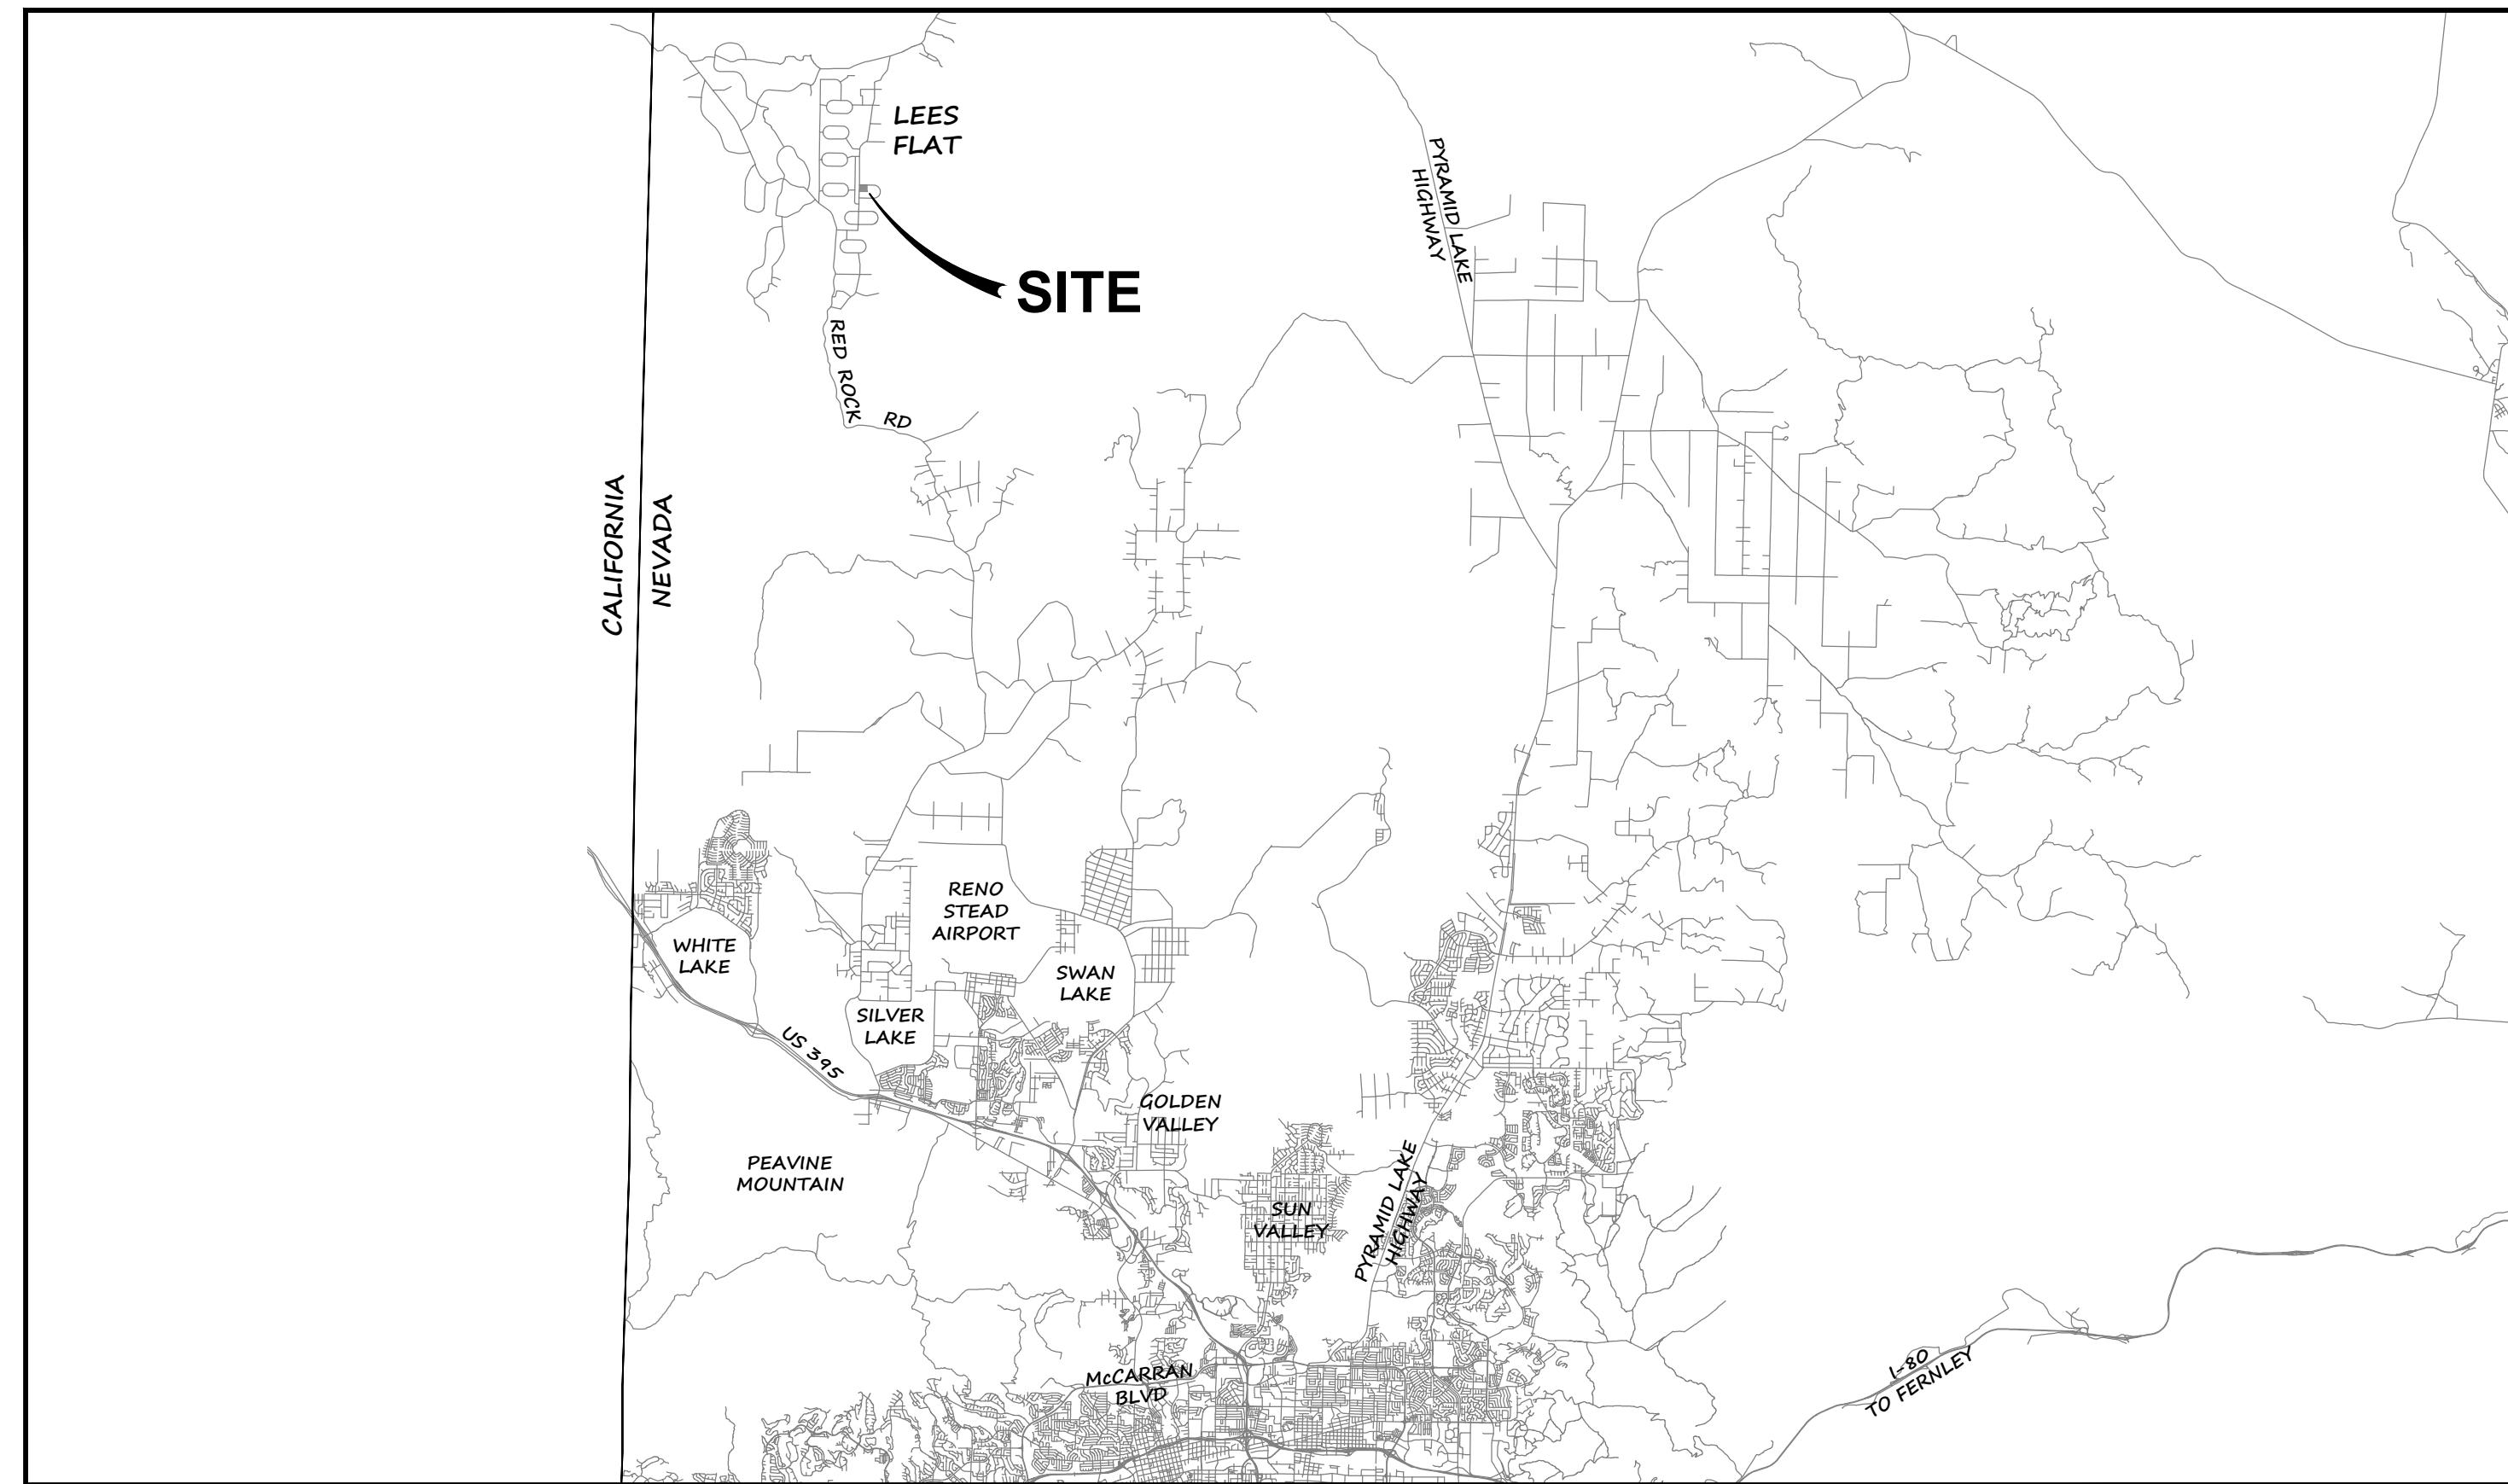 LEES
FLAT
PYRAMID LAKE
HIGHWAY
SITE
RED ROCK
RD
CALIFORNIA
NEVADA
RENO
STEAD
AIRPORT
WHITE
LAKE
SWAN
LAKE
SILVER
LAKE
US 395
GOLDEN
VALLEY
PEAVINE
MOUNTAIN
SUN
VALLEY
PYRAMID LAKE
HIGHWAY
McCARRAN
BLVD
I-80
TO FERNLEY